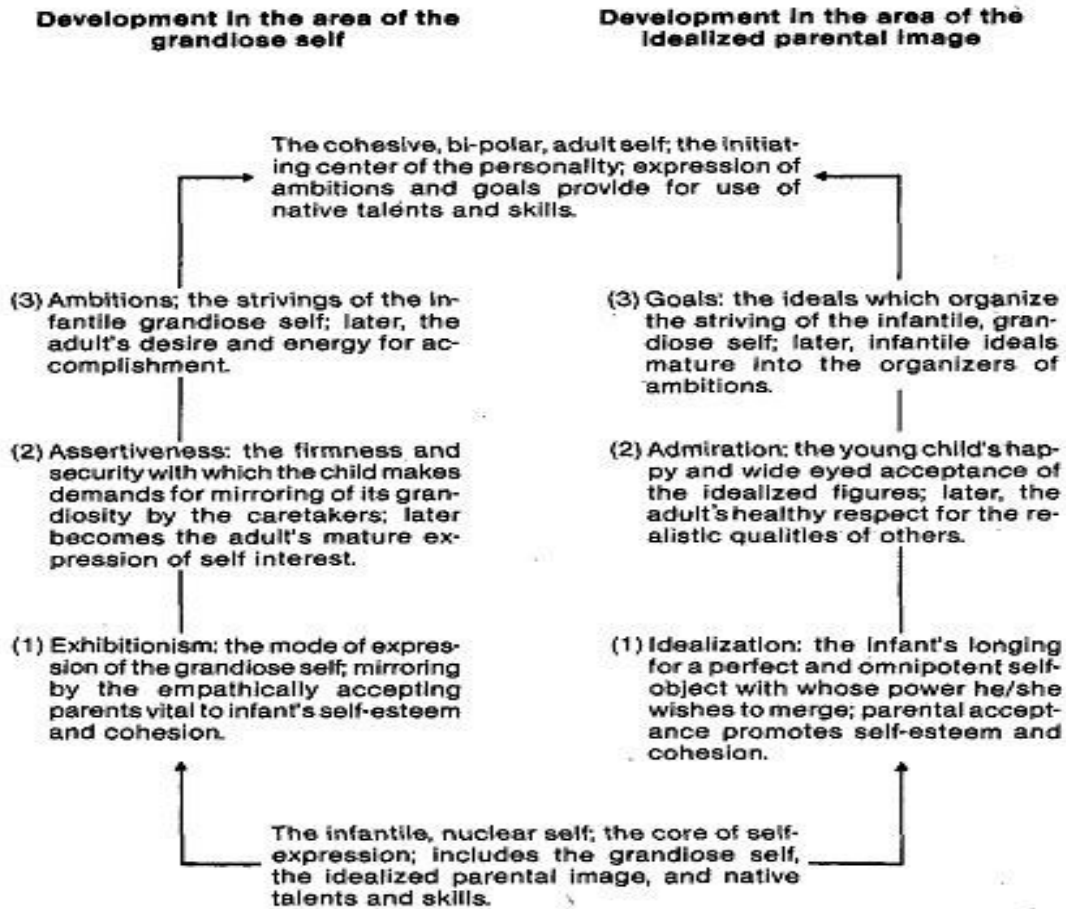 Development in the area of the
grandiose self
Development in the area of the
idealized parental image
The cohesive, bi-polar, adult self; the initiat-
ing center of the personality; expression of
ambitions and goals provide for use of
native talents and skills.
(3) Ambitions; the strivings of the in-
fantile grandiose self; later, the
adult's desire and energy for ac-
complishment.
(3) Goals: the ideals which organize
the striving of the infantile, gran-
diose self; later, infantile ideals
mature into the organizers of
ambitions.
(2) Assertiveness: the firmness and
security with which the child makes
demands for mirroring of its gran-
diosity by the caretakers; later
becomes the adult's mature ex-
pression of self interest.
(2) Admiration: the young child's hap-
py and wide eyed acceptance of
the idealized figures; later, the
adult's healthy respect for the re-
alistic qualities of others.
(1) Exhibitionism: the mode of expres-
sion of the grandiose self; mirroring
by the empathically accepting
parents vital to infant's self-esteem
and cohesion.
(1) Idealization: the infant's longing
for a perfect and omnipotent self-
object with whose power he/she
wishes to merge; parental accept-
ance promotes self-esteem and
cohesion.
The infantile, nuclear self; the core of self-
expression; includes the grandiose self,
the idealized parental image, and native
talents and skills.